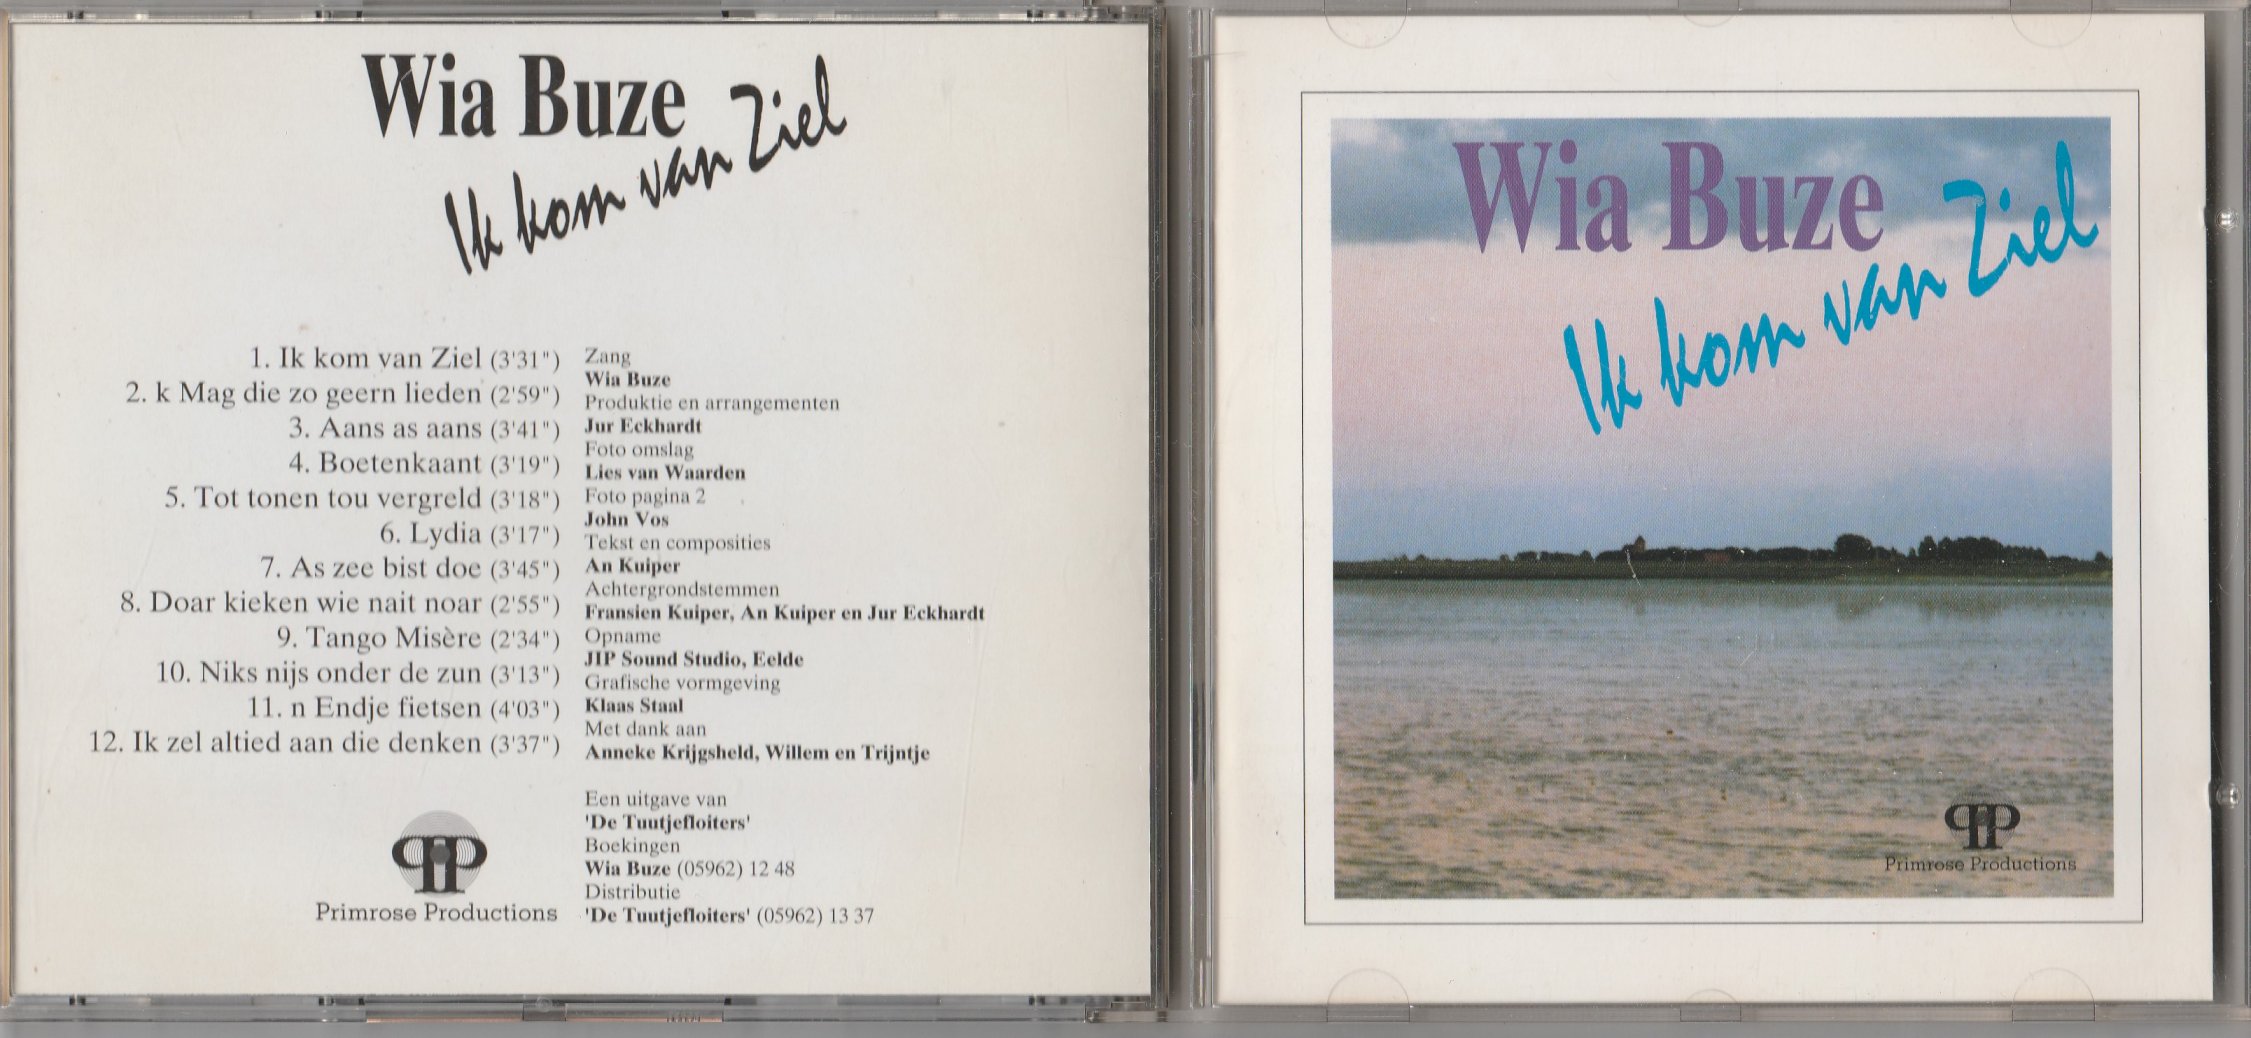 Wia Buze
Ik kom van Ziel
1. Ik kom van Ziel (3'31")
2. k Mag die zo geern lieden (2'59")
3. Aans as aans (3'41")
4. Boetenkaant (3'19")
5. Tot tonen tou vergreld (3'18")
6. Lydia (3'17")
7. As zee bist doe (3'45")
8. Doar kieken wie nait noar (2'55")
9. Tango Misère (2'34")
10. Niks nijs onder de zun (3'13")
11. n Endje fietsen (4'03")
12. Ik zel altied aan die denken (3'37")
Primrose Productions
Zang
Wia Buze
Produktie en arrangementen
Jur Eckhardt
Foto omslag
Lies van Waarden
Foto pagina 2
John Vos
Tekst en composities
An Kuiper
Achtergrondstemmen
Fransien Kuiper, An Kuiper en Jur Eckhardt
Opname
JIP Sound Studio, Eelde
Grafische vormgeving
Klaas Staal
Met dank aan
Anneke Krijgsheld, Willem en Trijntje
Een uitgave van
'De Tuutjefloiters'
Boekingen
Wia Buze (05962) 12 48
Distributie
'De Tuutjefloiters' (05962) 13 37
Wia Buze
Ik kom van Ziel
Primrose Productions